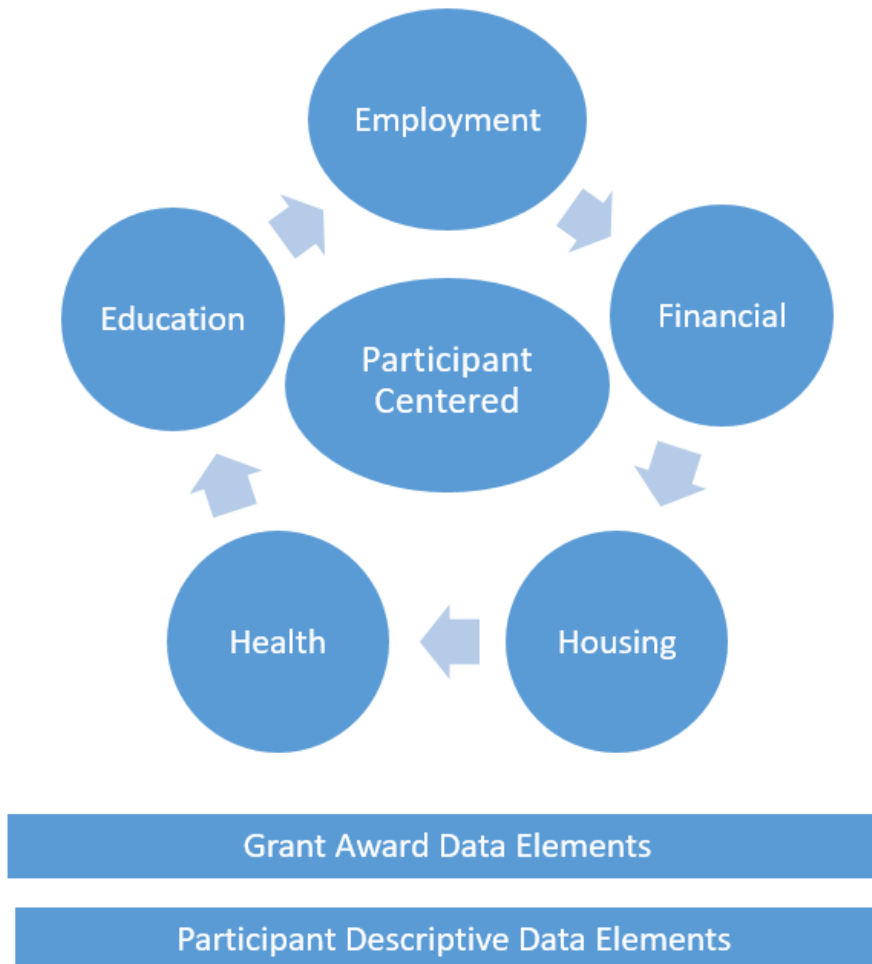 Employment
Education
Financial
Participant
Centered
Health
Housing
Grant Award Data Elements
Participant Descriptive Data Elements